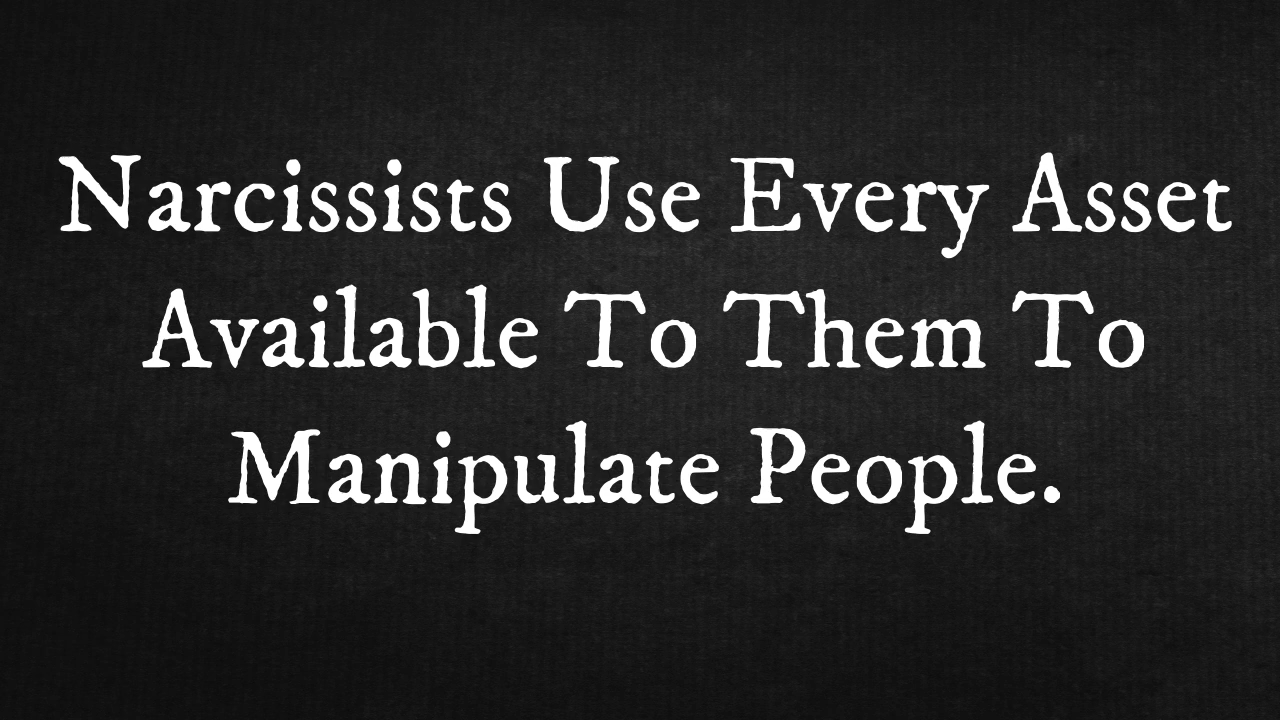 Narcissists Use Every Asset
Available To Them To
Manipulate People.